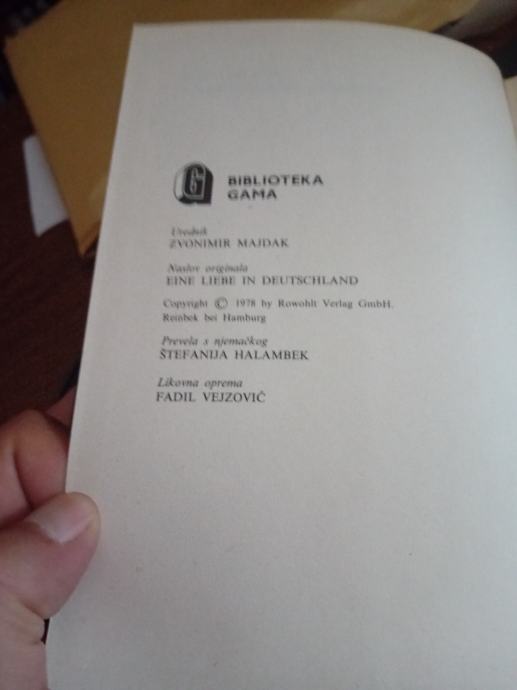 G
BIBLIOTEKA
GAMA
Urednik
ZVONIMIR MAJDAK
Naslov originala
EINE LIEBE IN DEUTSCHLAND
Copyright © 1978 by Rowohlt Verlag GmbH,
Reinbek bei Hamburg
Prevela s njemačkog
ŠTEFANIJA HALAMBEK
Likovna oprema
FADIL VEJZOVIĆ